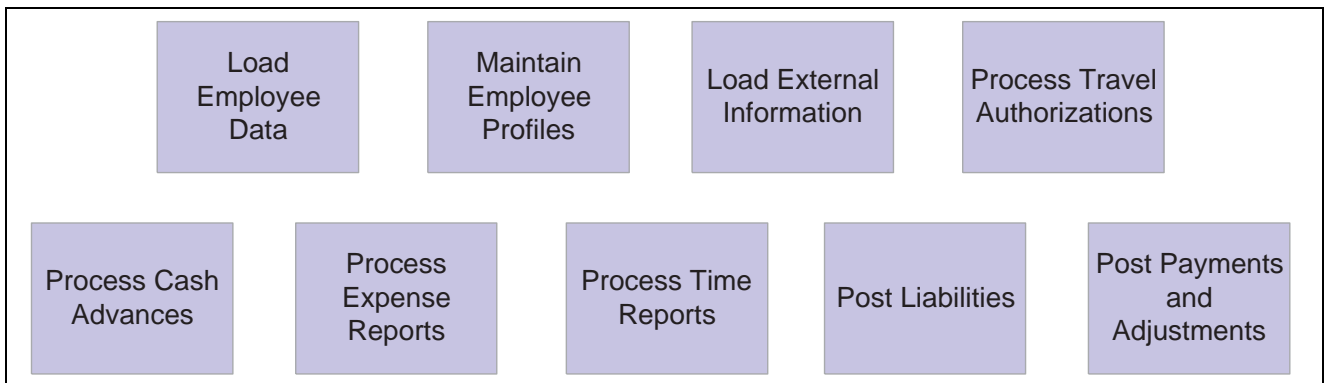 Load
Employee
Data
Maintain
Employee
Profiles
Load External
Information
Process Travel
Authorizations
Process Cash
Advances
Process
Expense
Reports
Process Time
Reports
Post Liabilities
Post Payments
and
Adjustments